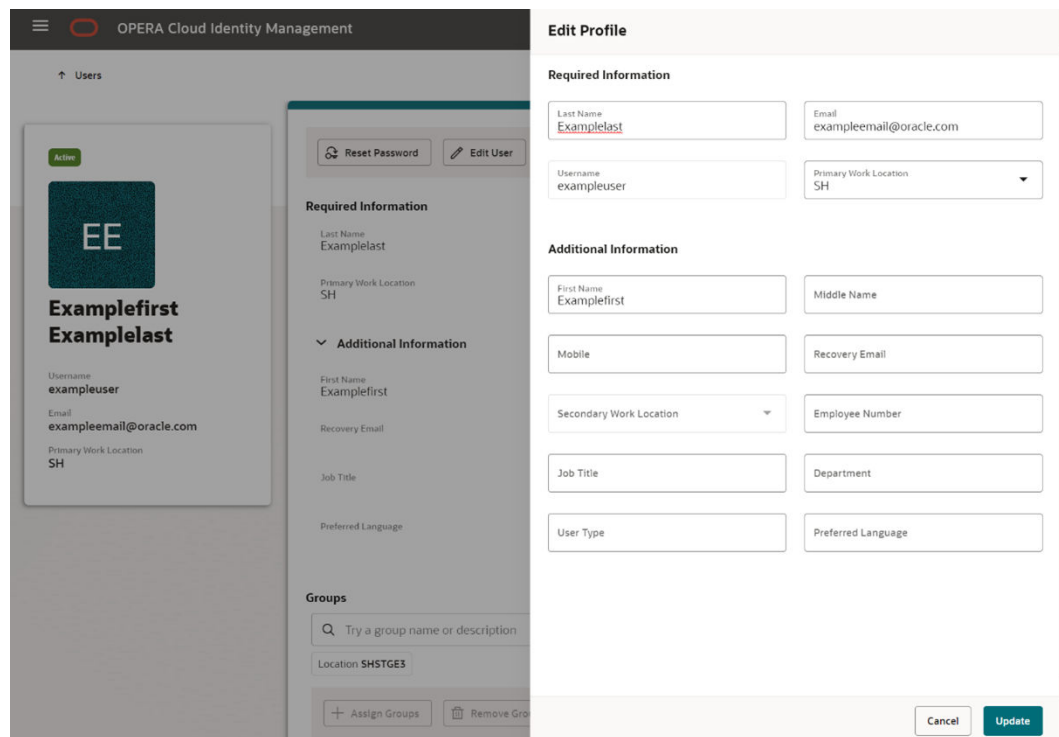 OPERA Cloud Identity Management
Users
Active
EE
Examplefirst
Examplelast
Username
exampleuser
Email
exampleemail@oracle.com
Primary Work Location
SH
Reset Password
Edit User
Required Information
Last Name
Examplelast
Primary Work Location
SH
Additional Information
First Name
Examplefirst
Recovery Email
Job Title
Preferred Language
Groups
Try a group name or description
Location SHSTGE3
Assign Groups
Remove Gro
Edit Profile
Required Information
Last Name
Examplelast
Email
exampleemail@oracle.com
Username
exampleuser
Primary Work Location
SH
Additional Information
First Name
Examplefirst
Middle Name
Mobile
Recovery Email
Secondary Work Location
Employee Number
Job Title
Department
User Type
Preferred Language
Cancel
Update